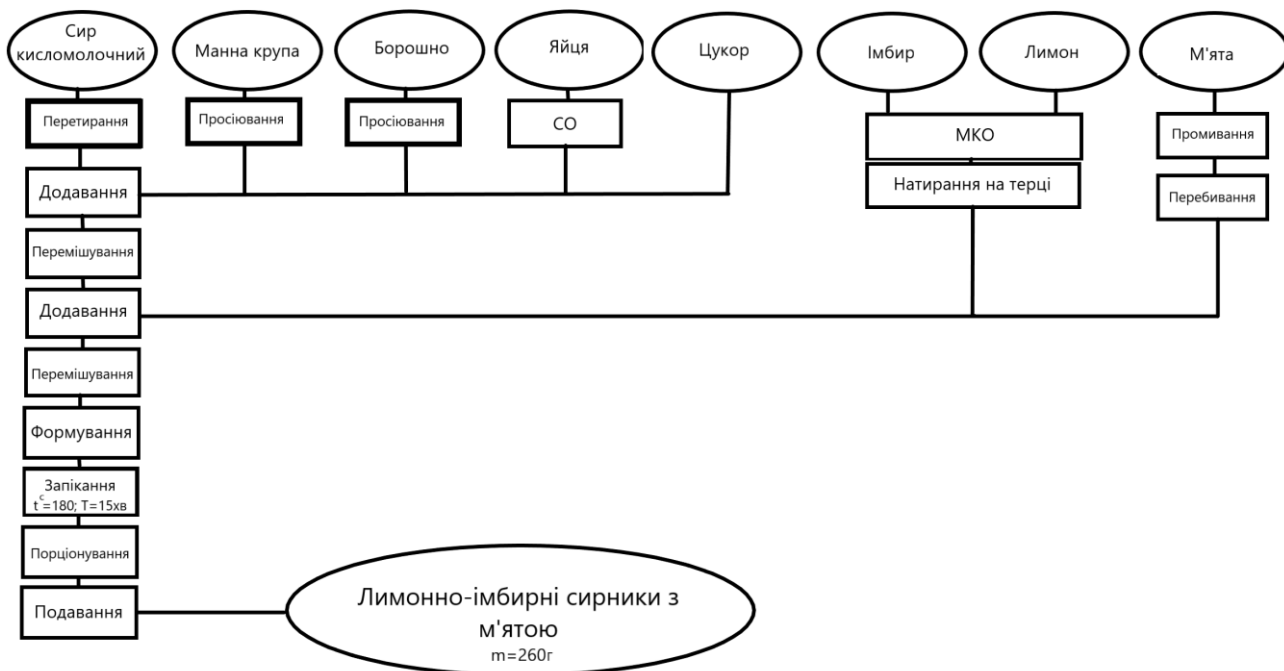 Сир
кисломолочний
Манна крупа
Борошно
Яйця
Цукор
Імбир
Лимон
М'ята
Перетирання
Просіювання
Просіювання
СО
МКО
Промивання
Додавання
Натирання на терці
Перебивання
Перемішування
Додавання
Перемішування
Формування
Запікання
t^c=180; T=15хв
Порціонування
Подавання
Лимонно-імбирні сирники з
м'ятою
m=260г